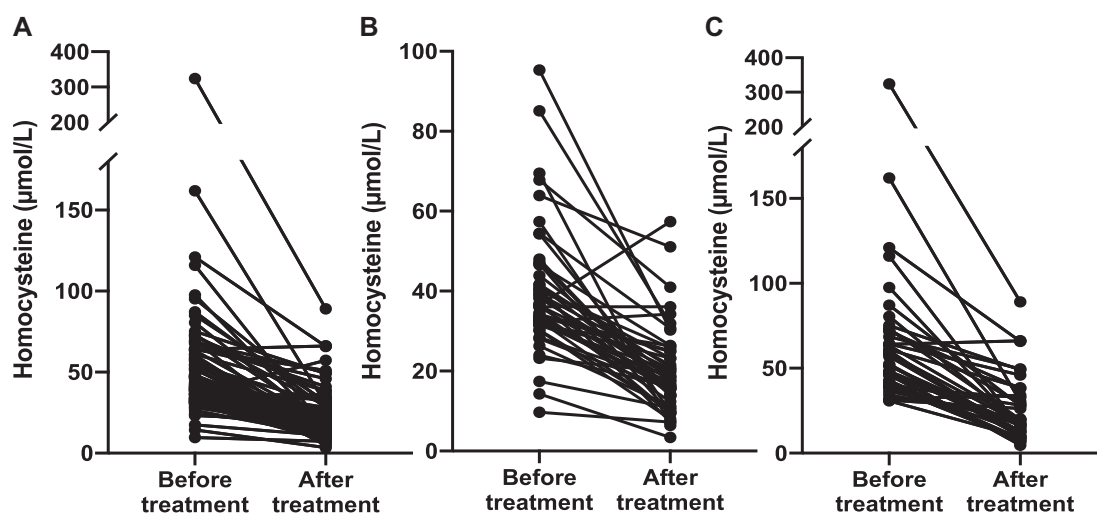 A
Homocysteine (µmol/L)
400
300
200
150
100
50
0
Before
treatment
After
treatment
B
Homocysteine (µmol/L)
100
80
60
40
20
0
Before
treatment
After
treatment
C
Homocysteine (µmol/L)
400
300
200
150
100
50
0
Before
treatment
After
treatment